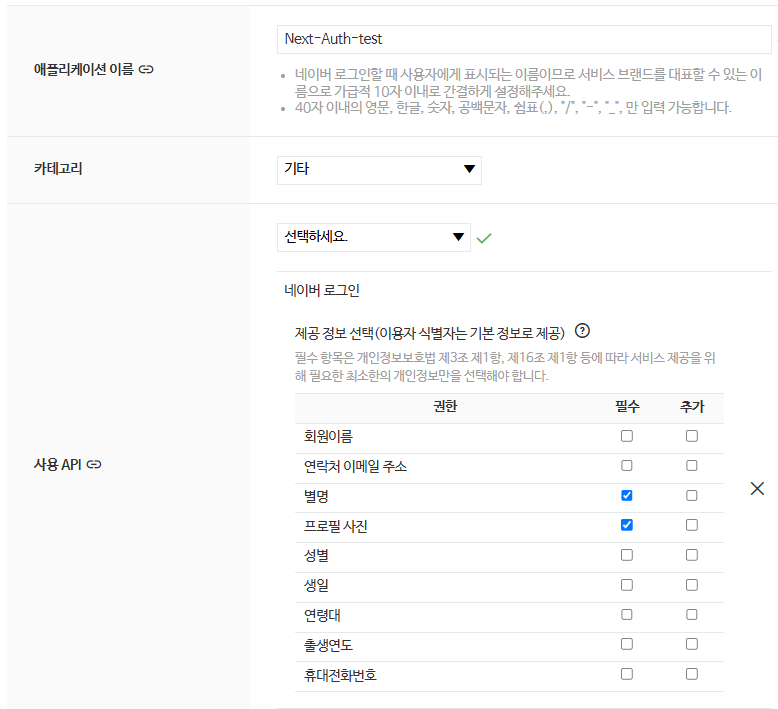 애플리케이션 이름
Next-Auth-test
네이버 로그인할 때 사용자에게 표시되는 이름이므로 서비스 브랜드를 대표할 수 있는 이
름으로 가급적 10자 이내로 간결하게 설정해주세요.
40자 이내의 영문, 한글, 숫자, 공백문자, 쉼표(,), "/", "-", "_", 만 입력 가능합니다.
카테고리
기타
사용 API
선택하세요.
네이버 로그인
제공 정보 선택(이용자 식별자는 기본 정보로 제공) ?
필수 항목은 개인정보보호법 제3조 제1항, 제16조 제1항 등에 따라 서비스 제공을 위
해 필요한 최소한의 개인정보만을 선택해야 합니다.
권한 필수 추가
회원이름
연락처 이메일 주소
별명
프로필 사진
성별
생일
연령대
출생연도
휴대전화번호